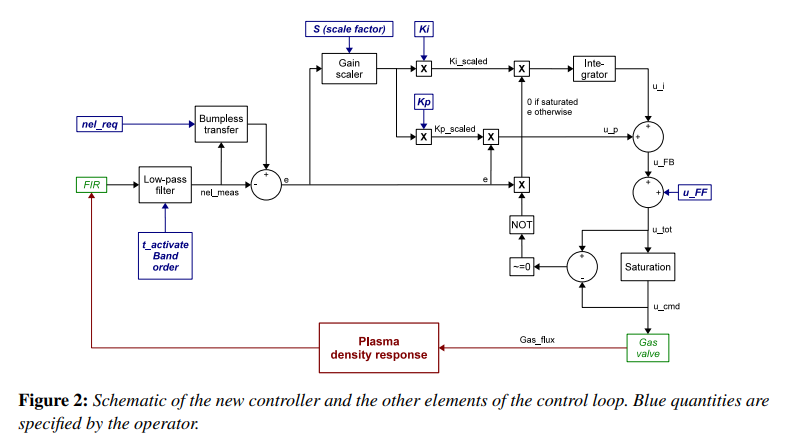 S (scale factor)
Ki
Gain
scaler
X
Ki_scaled
X
Inte-
grator
u_i
0 if saturated
e otherwise
Kp
nel_req
Bumpless
transfer
X
Kp_scaled
X
u_p
+
+
u_FB
FIR
Low-pass
filter
nel_meas
+
-
e
e
X
+
+
u_FF
t_activate
Band
order
NOT
u_tot
~=0
+
-
Saturation
u_cmd
Plasma
density response
Gas_flux
Gas
valve
Figure 2: Schematic of the new controller and the other elements of the control loop. Blue quantities are
specified by the operator.